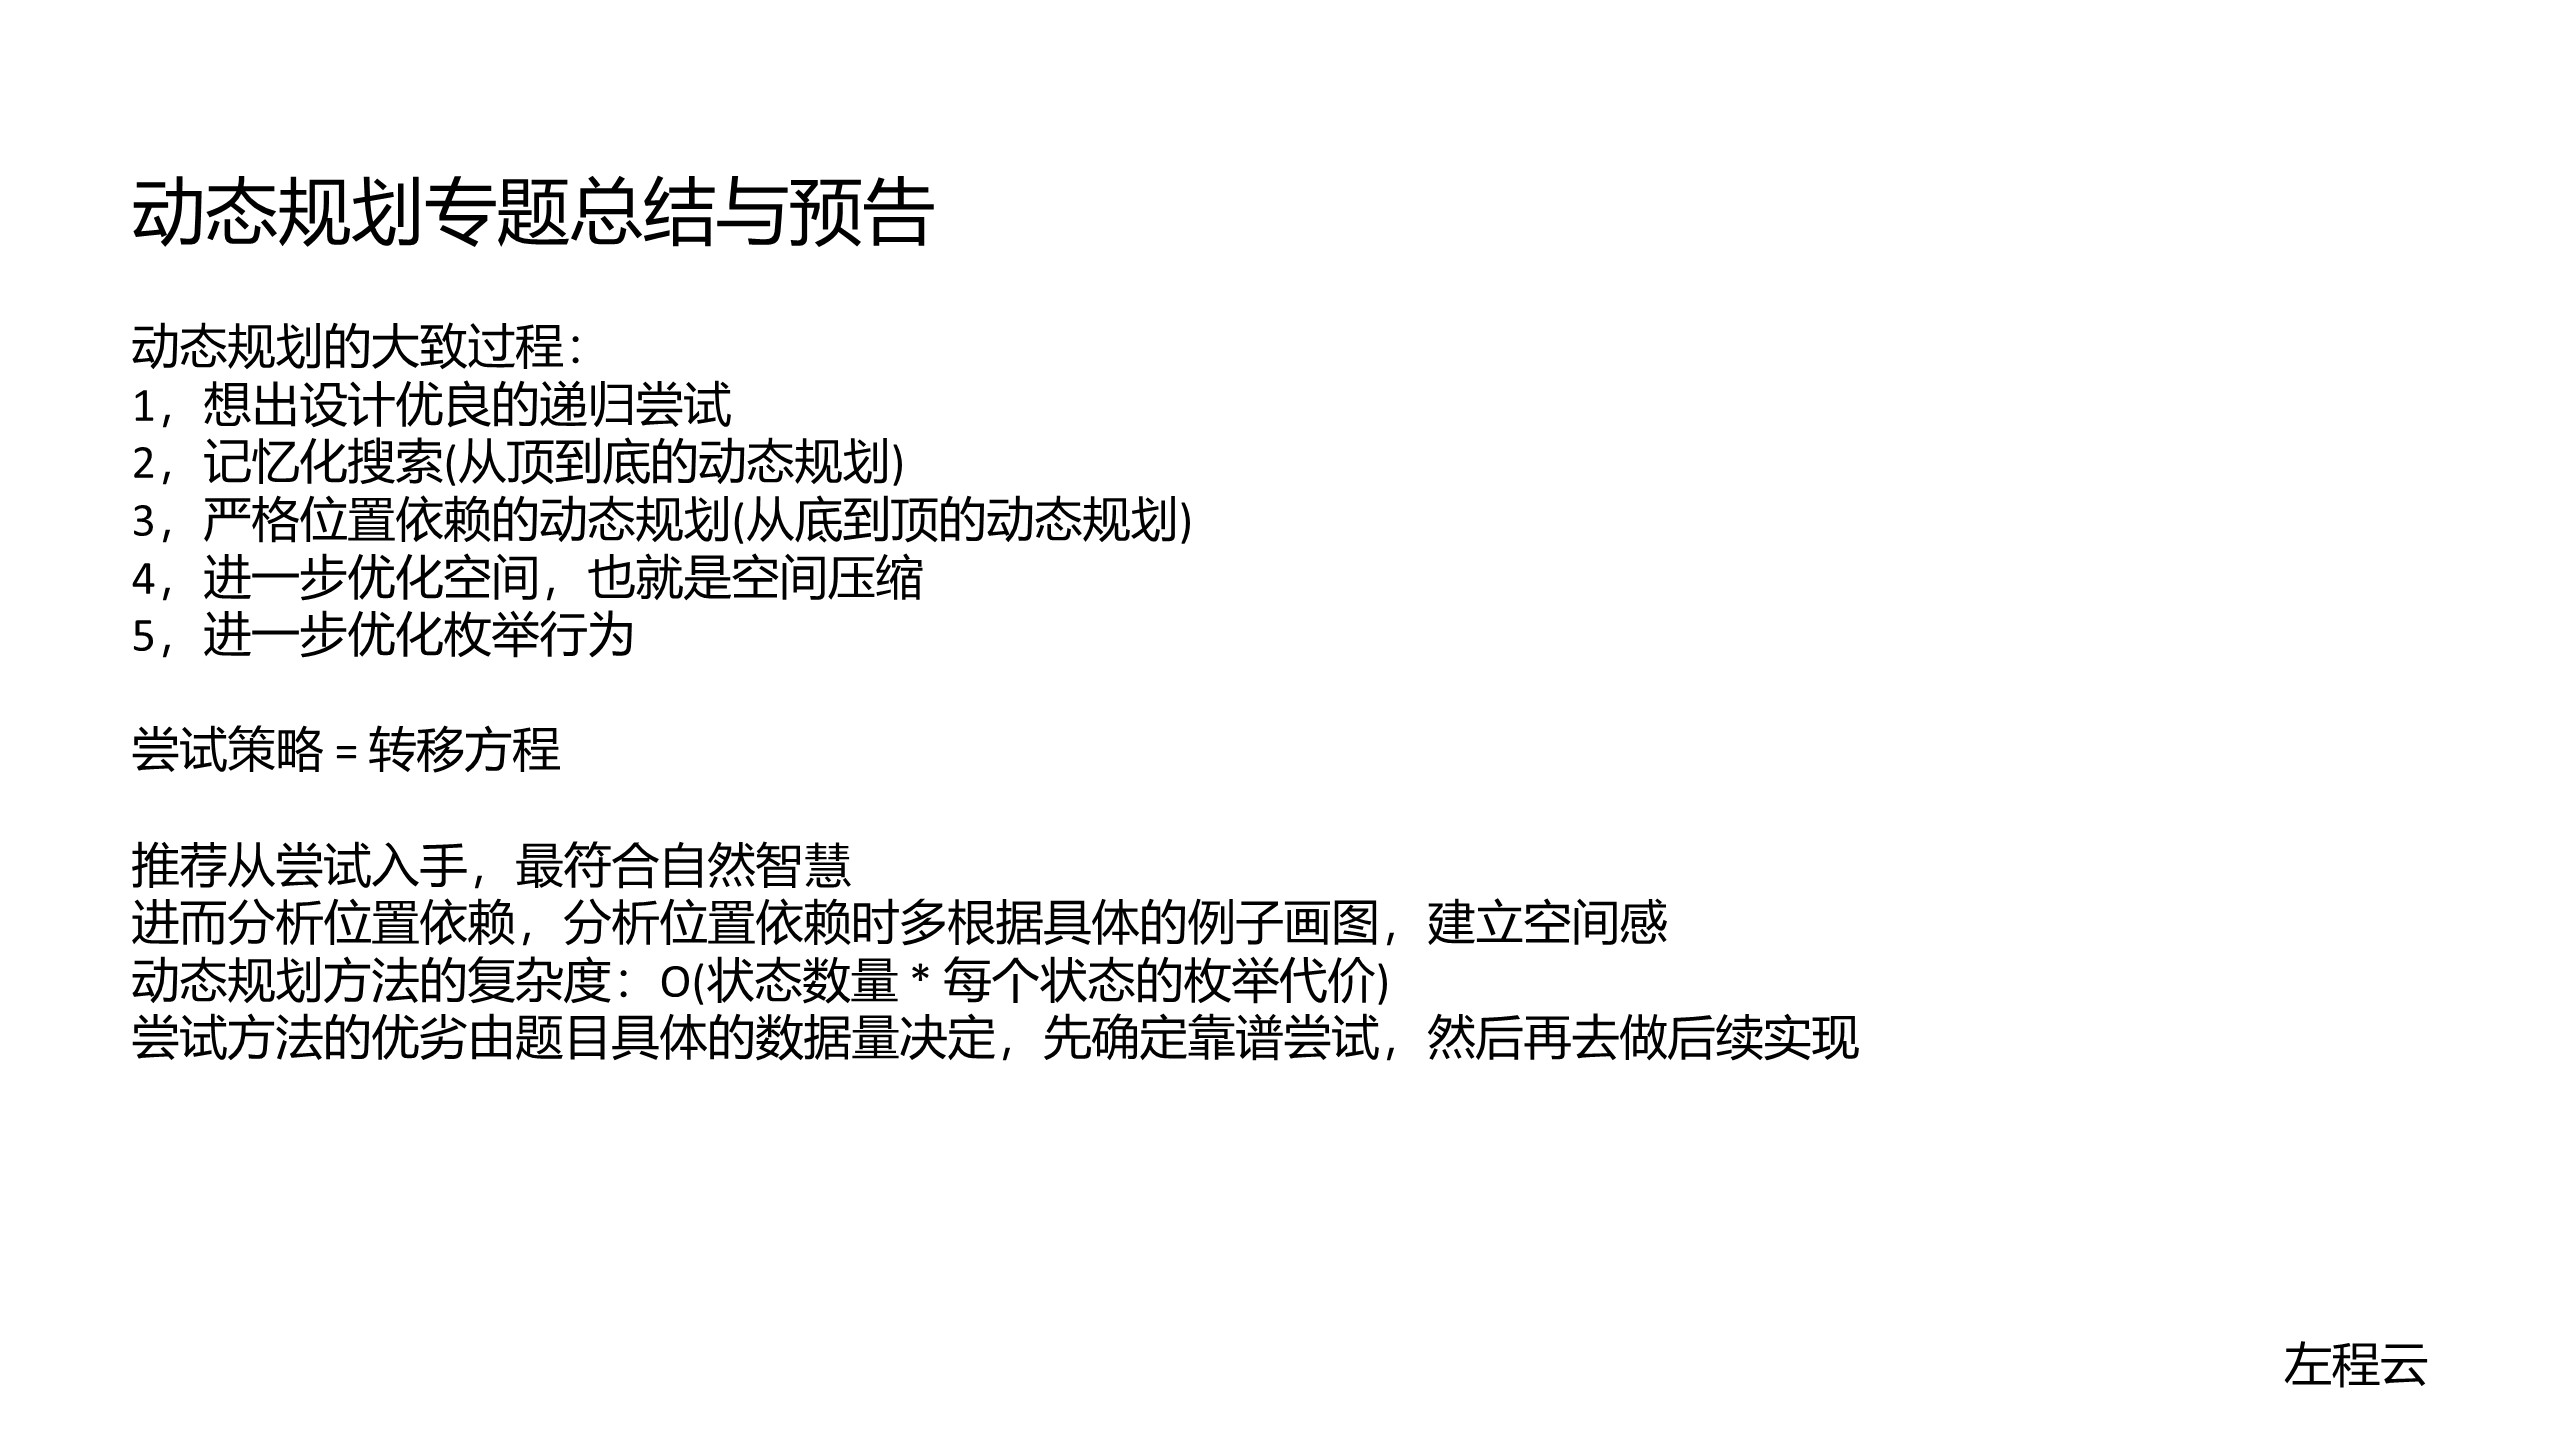 动态规划专题总结与预告
动态规划的大致过程：
1，想出设计优良的递归尝试
2，记忆化搜索(从顶到底的动态规划)
3，严格位置依赖的动态规划(从底到顶的动态规划)
4，进一步优化空间，也就是空间压缩
5，进一步优化枚举行为
尝试策略 = 转移方程
推荐从尝试入手，最符合自然智慧
进而分析位置依赖，分析位置依赖时多根据具体的例子画图，建立空间感
动态规划方法的复杂度：O(状态数量 * 每个状态的枚举代价)
尝试方法的优劣由题目具体的数据量决定，先确定靠谱尝试，然后再去做后续实现
左程云